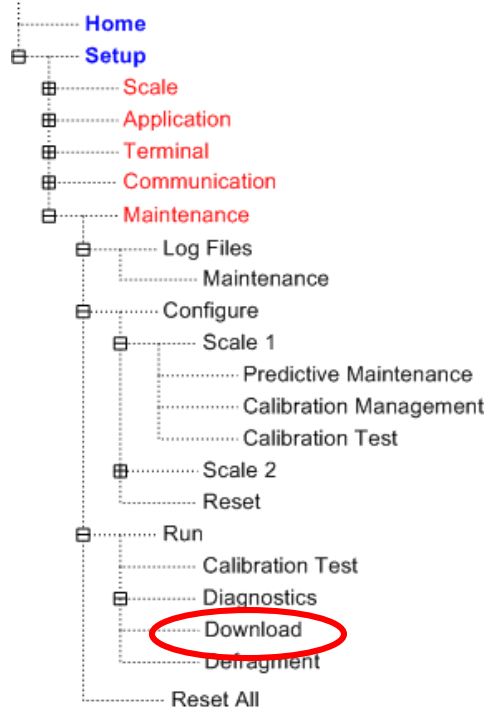 Home
Setup
Scale
Application
Terminal
Communication
Maintenance
Log Files
Maintenance
Configure
Scale 1
Predictive Maintenance
Calibration Management
Calibration Test
Scale 2
Reset
Run
Calibration Test
Diagnostics
Download
Defragment
Reset All